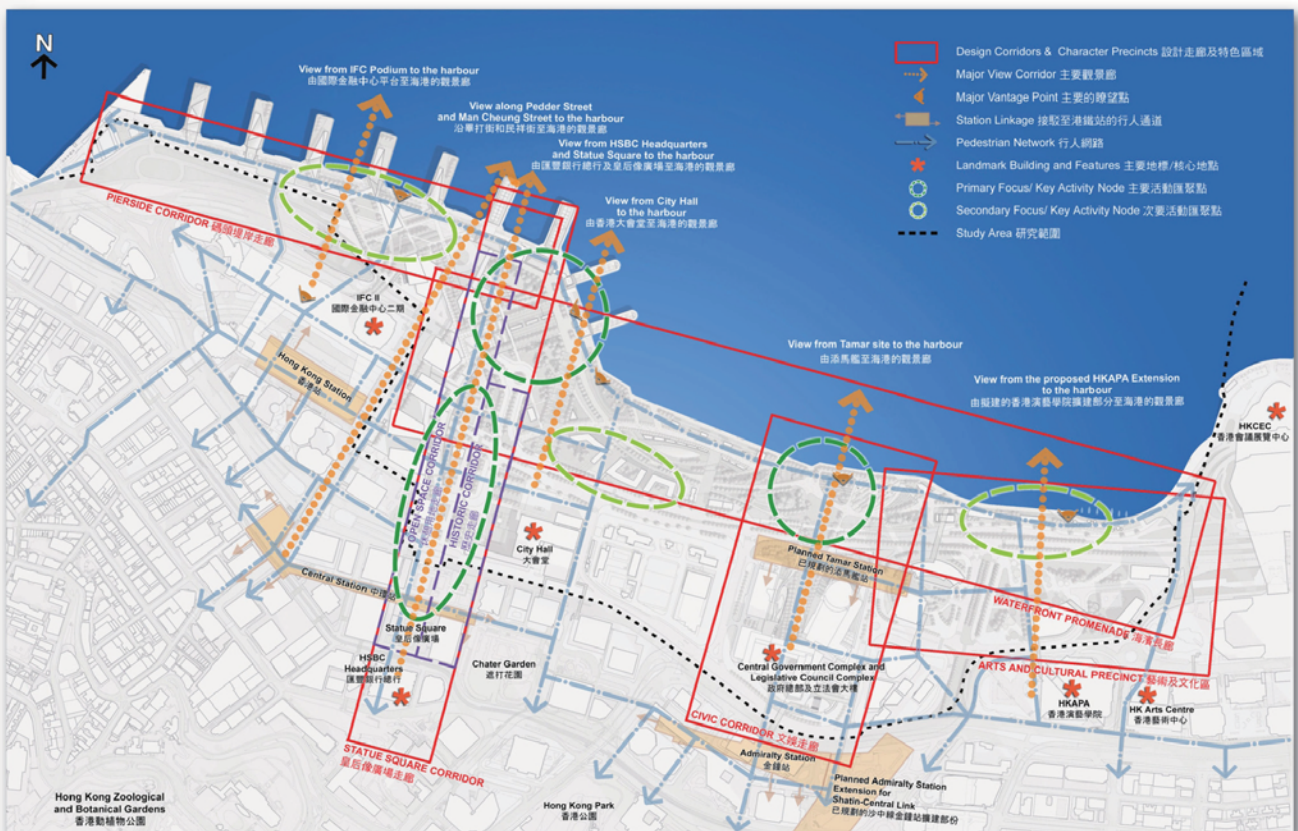 N
View from IFC Podium to the harbour
由國際金融中心平台至海港的觀景廊
View along Pedder Street
and Man Cheung Street to the harbour
沿畢打街和民祥街至海港的觀景廊
View from HSBC Headquarters
and Statue Square to the harbour
由匯豐銀行總行及皇后像廣場至海港的觀景廊
View from City Hall
to the harbour
由香港大會堂至海港的觀景廊
Design Corridors & Character Precincts 設計走廊及特色區域
Major View Corridor 主要觀景廊
Major Vantage Point 主要的瞭望點
Station Linkage 接駁至港鐵站的行人通道
Pedestrian Network 行人網路
Landmark Building and Features 主要地標/核心地點
Primary Focus/ Key Activity Node 主要活動匯聚點
Secondary Focus/ Key Activity Node 次要活動匯聚點
Study Area 研究範圍
PIERSIDE CORRIDOR 碼頭堤岸走廊
IFC II
國際金融中心二期
Hong Kong Station
香港站
View from Tamar site to the harbour
由添馬艦至海港的觀景廊
View from the proposed HKAPA Extension
to the harbour
由擬建的香港演藝學院擴建部分至海港的觀景廊
HKCEC
香港會議展覽中心
OPEN SPACE CORRIDOR
HISTORIC CORRIDOR
歷史走廊
City Hall
大會堂
Planned Tamar Station
已規劃的添馬艦站
Central Station 中環站
Statue Square
皇后像廣場
HSBC
Headquarters
匯豐銀行總行
Chater Garden
遮打花園
WATERFRONT PROMENADE 海濱長廊
ARTS AND CULTURAL PRECINCT 藝術及文化區
Central Government Complex and
Legislative Council Complex
政府總部及立法會大樓
HKAPA
香港演藝學院
HK Arts Centre
香港藝術中心
CIVIC CORRIDOR 文娛走廊
Admiralty Station
金鐘站
STATUE SQUARE CORRIDOR
皇后像廣場走廊
Planned Admiralty Station
Extension for
Shatin-Central Link
已規劃的沙中線金鐘站擴建部份
Hong Kong Zoological
and Botanical Gardens
香港動植物公園
Hong Kong Park
香港公園